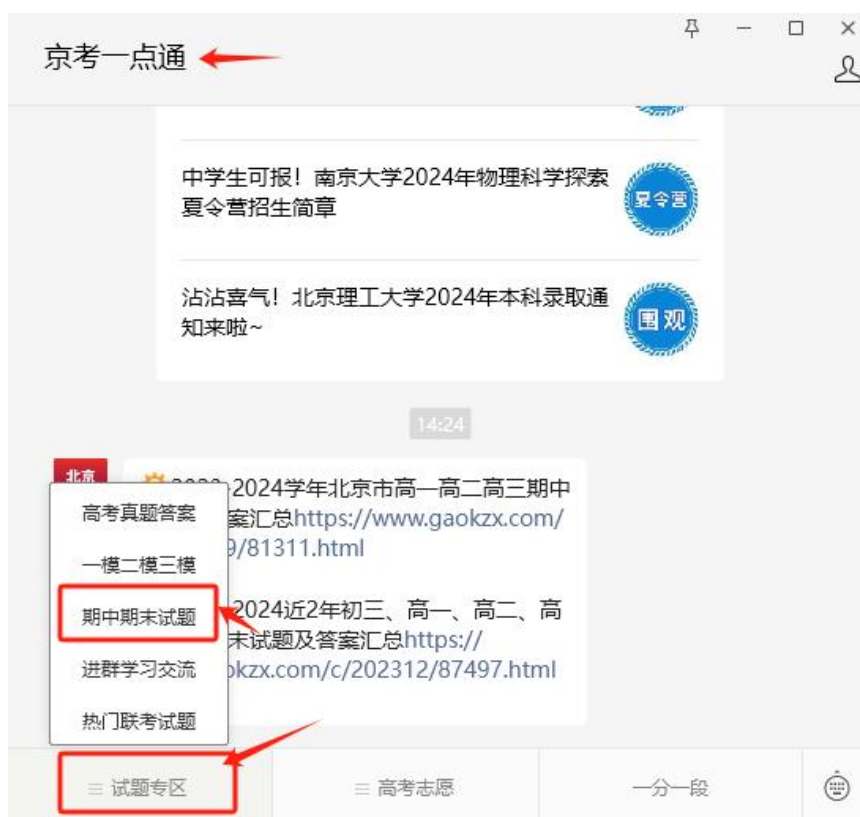 京考一点通
中学生可报！南京大学2024年物理科学探索
夏令营招生简章
夏令营
沾沾喜气！北京理工大学2024年本科录取通
知来啦~
围观
14:24
北京
-2024学年北京市高一高二高三期中
案汇总https://www.gaokzx.com/
9/81311.html
2024近2年初三、高一、高二、高
末试题及答案汇总https://
okzx.com/c/202312/87497.html
高考真题答案
一模二模三模
期中期末试题
进群学习交流
热门联考试题
试题专区
高考志愿
一分一段